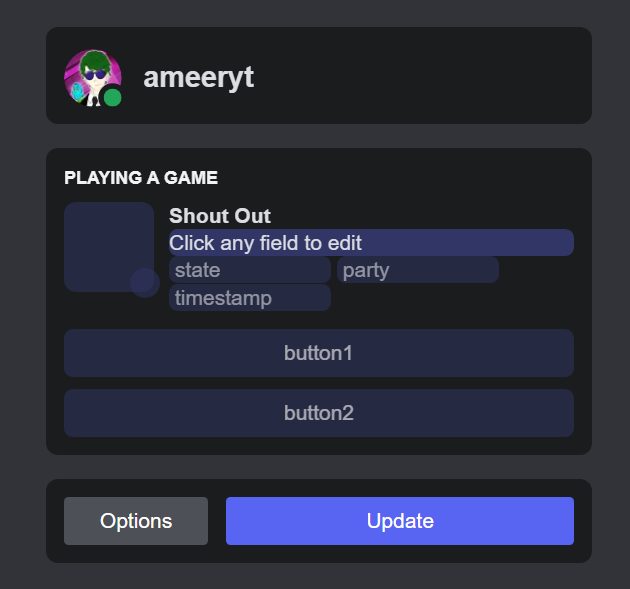 ameeryt
PLAYING A GAME
Shout Out
Click any field to edit
state party
timestamp
button1
button2
Options Update